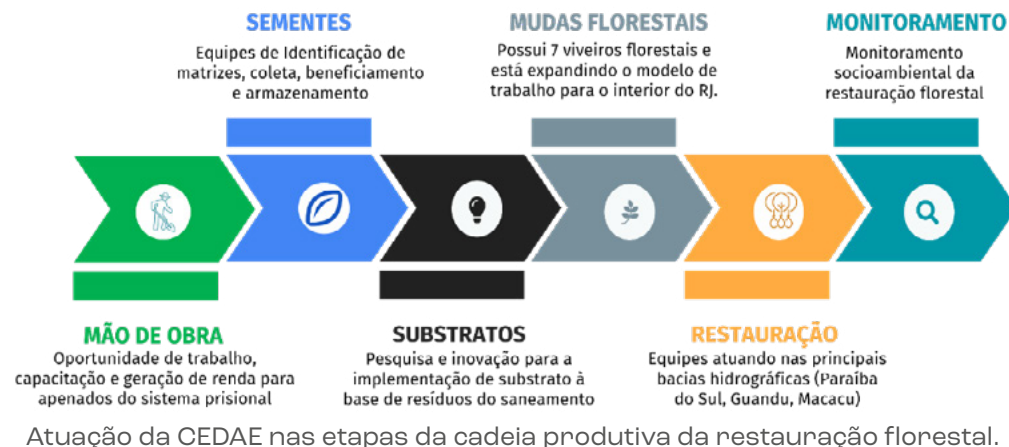 SEMENTES
Equipes de Identificação de
matrizes, coleta, beneficiamento
e armazenamento
MUDAS FLORESTAIS
Possui 7 viveiros florestais e
está expandindo o modelo de
trabalho para o interior do RJ.
MONITORAMENTO
Monitoramento
socioambiental da
restauração florestal
MÃO DE OBRA
Oportunidade de trabalho,
capacitação e geração de renda para
apenados do sistema prisional
SUBSTRATOS
Pesquisa e inovação para a
implementação de substrato à
base de resíduos do saneamento
RESTAURAÇÃO
Equipes atuando nas principais
bacias hidrográficas (Paraíba
do Sul, Guandu, Macacu)
Atuação da CEDAE nas etapas da cadeia produtiva da restauração florestal.